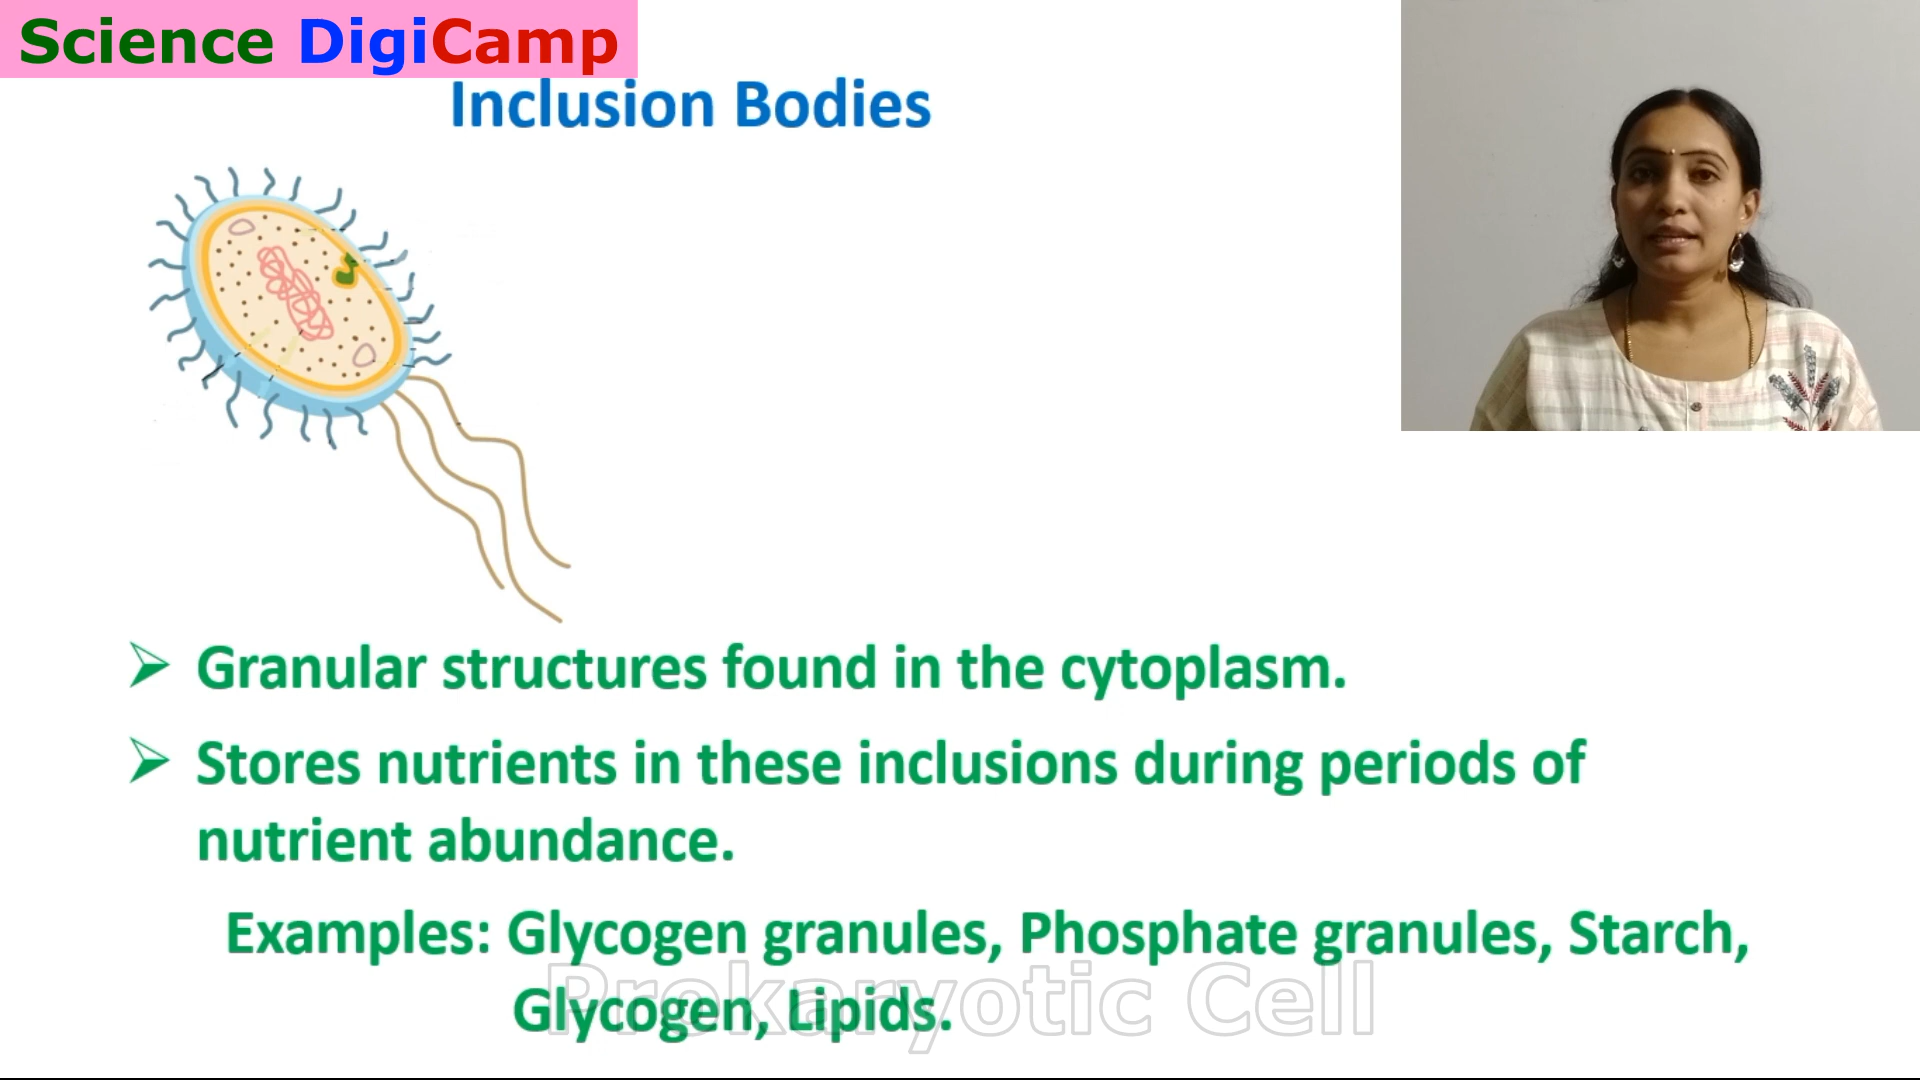 Science DigiCamp
Inclusion Bodies
Granular structures found in the cytoplasm.
Stores nutrients in these inclusions during periods of
nutrient abundance.
Examples: Glycogen granules, Phosphate granules, Starch,
Glycogen, Lipids.
Prokaryotic Cell